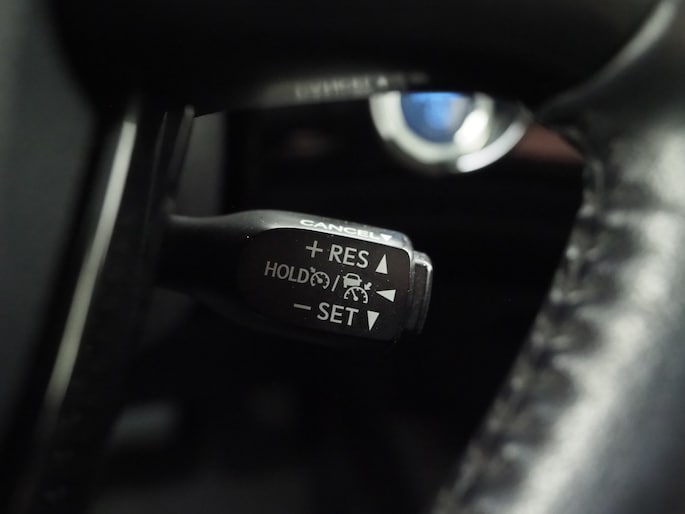 CANCEL▼
+ RES ▲
HOLD / ◀
− SET ▼